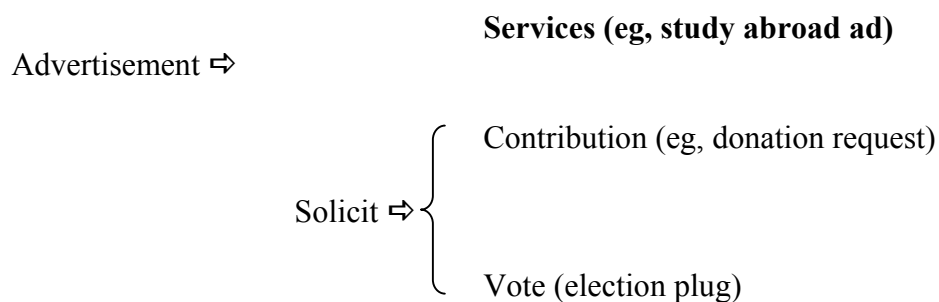 Services (eg, study abroad ad)
Advertisement ⇨
Contribution (eg, donation request)
Solicit ⇨
Vote (election plug)